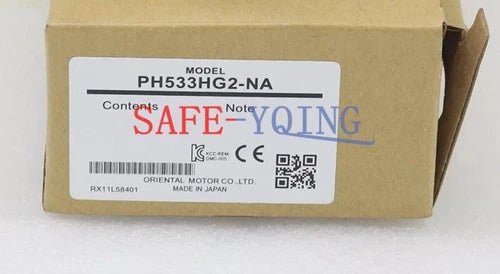 MODEL
PH533HG2-NA
Contents Note
SAFE-YQING
KCC-REM-
OMC-005
CE
RX11L58401
ORIENTAL MOTOR CO.,LTD.
MADE IN JAPAN